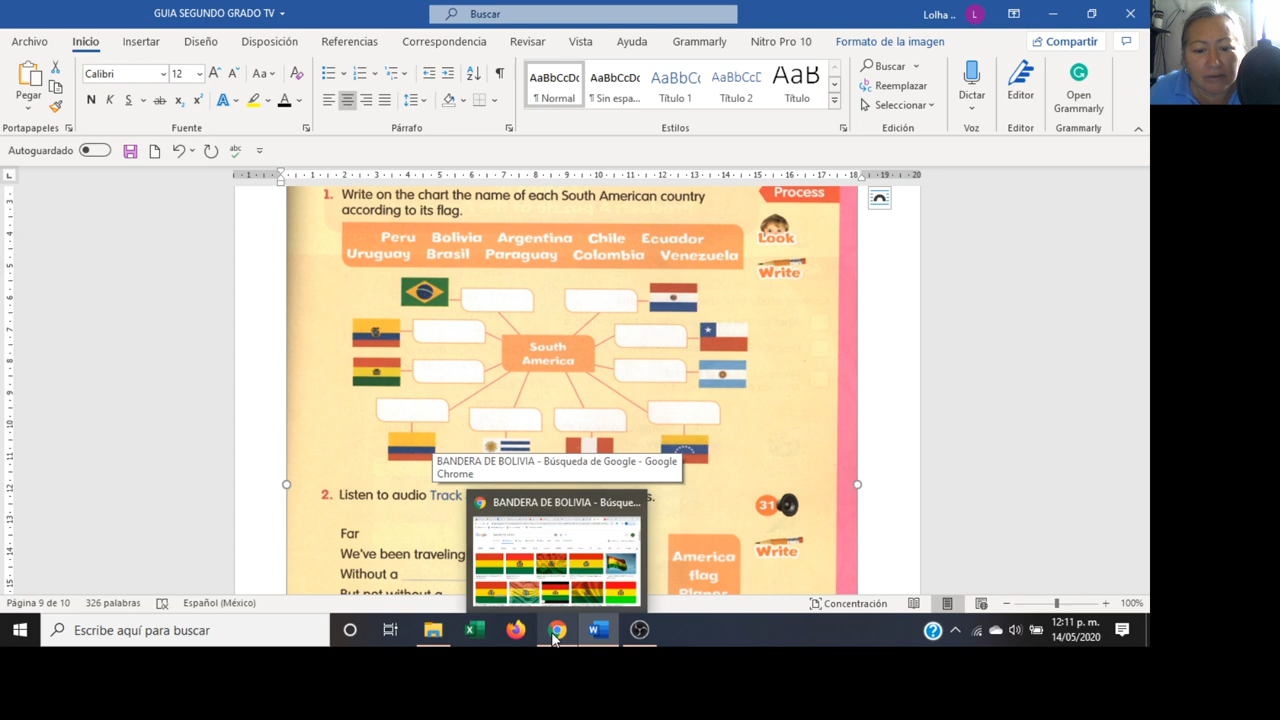 GUIA SEGUNDO GRADO TV
Buscar
Lolha ..
L
Archivo Inicio Insertar Diseño Disposición Referencias Correspondencia Revisar Vista Ayuda Grammarly Nitro Pro 10 Formato de la imagen Compartir
Pegar
Calibri 12
AaBbCcDc AaBbCcDc AaBbCc AaBbCcD AaB
¶ Normal ¶ Sin espa... Título 1 Título 2 Título
Buscar
Reemplazar
Seleccionar
Dictar
Editor
Open
Grammarly
Portapapeles Fuente Párrafo Estilos Edición Voz Editor Grammarly
Autoguardado
1. Write on the chart the name of each South American country
according to its flag.
Process
Peru Bolivia Argentina Chile Ecuador
Uruguay Brasil Paraguay Colombia Venezuela
Look
Write
South
America
BANDERA DE BOLIVIA - Búsqueda de Google - Google
Chrome
2. Listen to audio Track
s.
31
BANDERA DE BOLIVIA - Búsque...
Far
We've been traveling
Without a
But not without a
Write
America
flag
Página 9 de 10 326 palabras Español (México) Concentración 100%
Escribe aquí para buscar
12:11 p. m.
14/05/2020